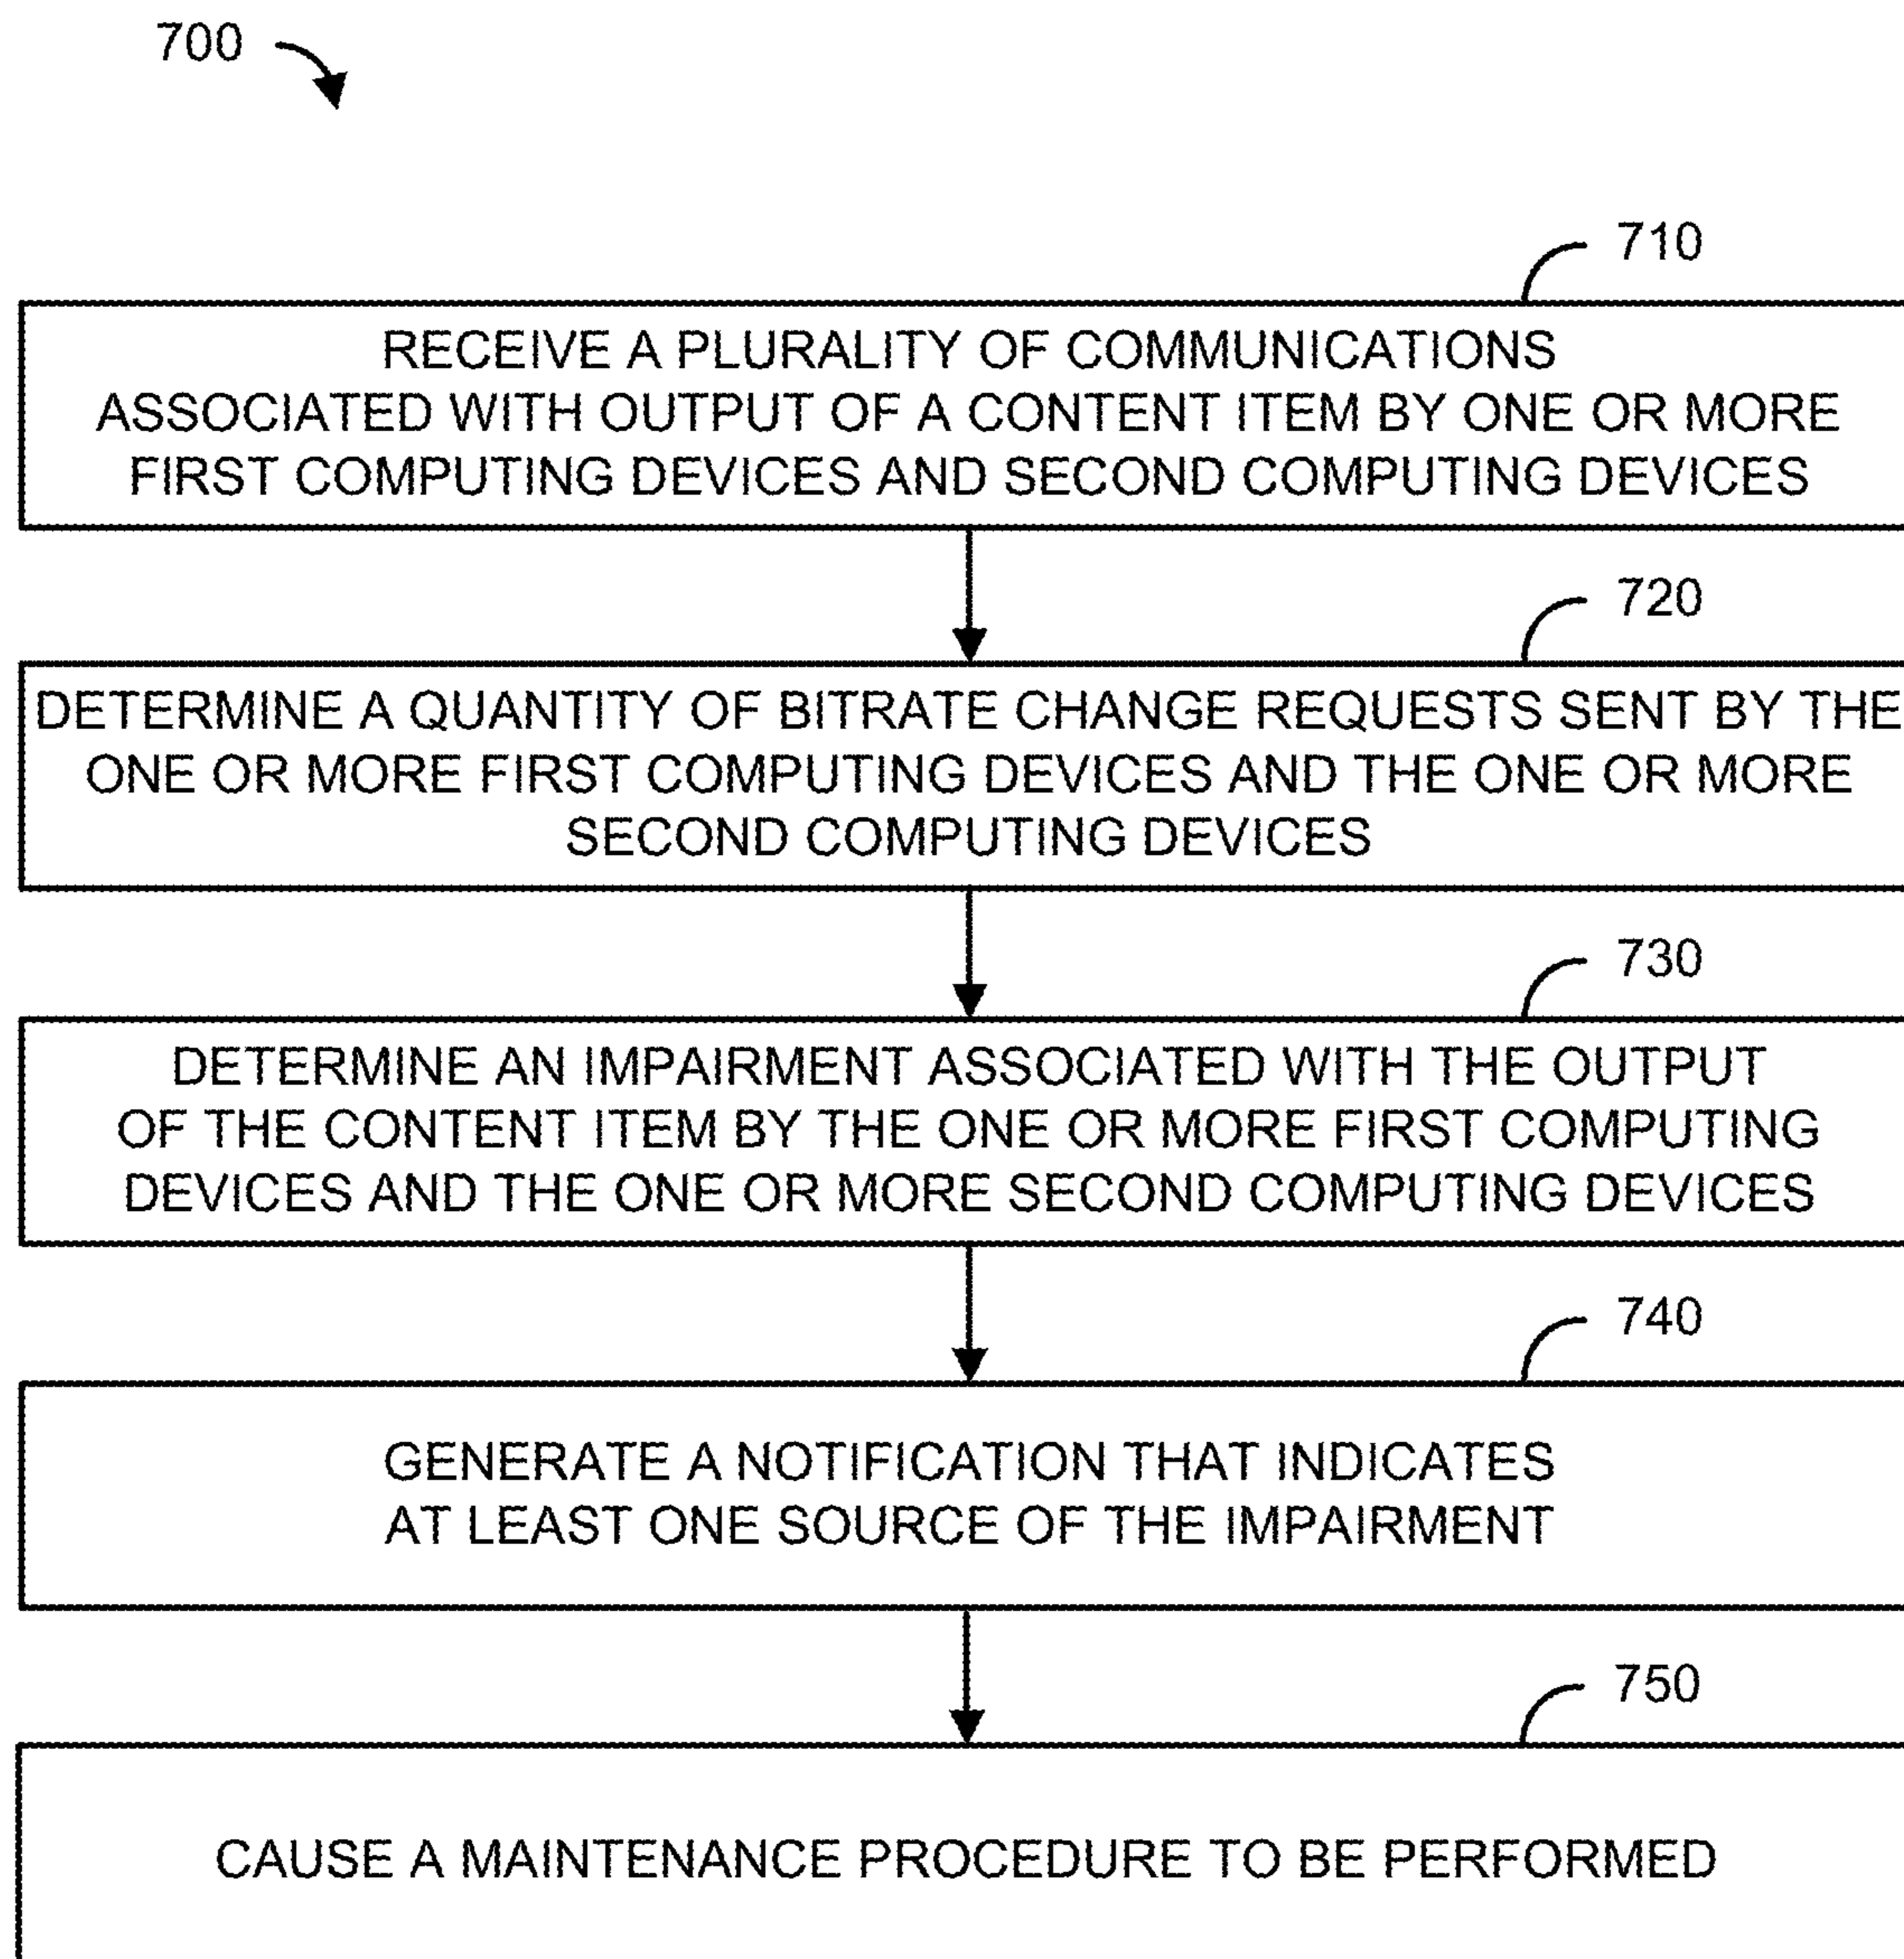 700
710
RECEIVE A PLURALITY OF COMMUNICATIONS
ASSOCIATED WITH OUTPUT OF A CONTENT ITEM BY ONE OR MORE
FIRST COMPUTING DEVICES AND SECOND COMPUTING DEVICES
720
DETERMINE A QUANTITY OF BITRATE CHANGE REQUESTS SENT BY THE
ONE OR MORE FIRST COMPUTING DEVICES AND THE ONE OR MORE
SECOND COMPUTING DEVICES
730
DETERMINE AN IMPAIRMENT ASSOCIATED WITH THE OUTPUT
OF THE CONTENT ITEM BY THE ONE OR MORE FIRST COMPUTING
DEVICES AND THE ONE OR MORE SECOND COMPUTING DEVICES
740
GENERATE A NOTIFICATION THAT INDICATES
AT LEAST ONE SOURCE OF THE IMPAIRMENT
750
CAUSE A MAINTENANCE PROCEDURE TO BE PERFORMED